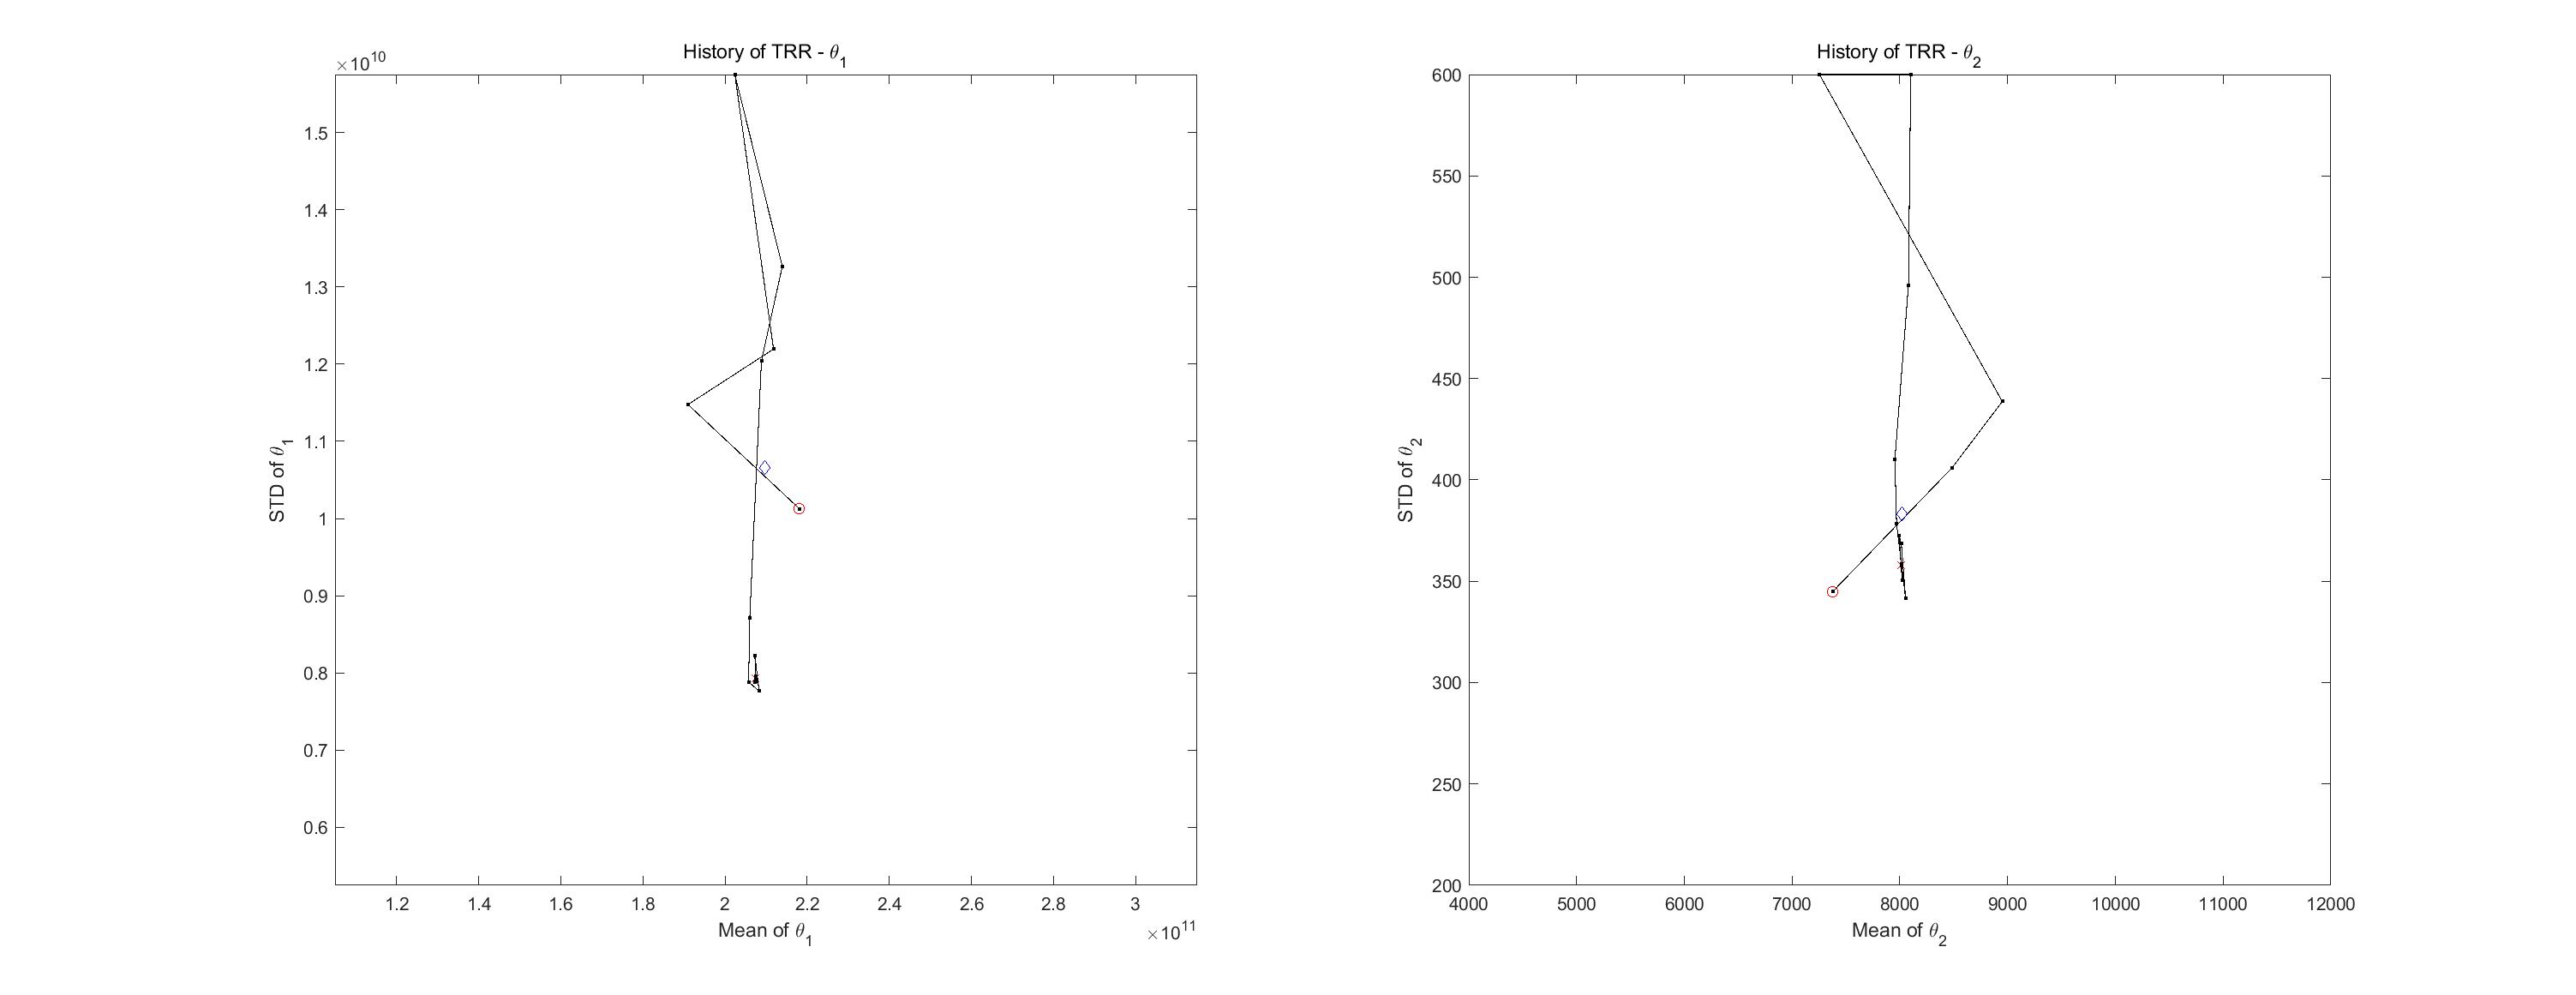 History of TRR - θ1
×10^10
1.5
1.4
1.3
1.2
1.1
1
0.9
0.8
0.7
0.6
STD of θ1
1.2 1.4 1.6 1.8 2 2.2 2.4 2.6 2.8 3
Mean of θ1
×10^11
History of TRR - θ2
600
550
500
450
400
350
300
250
200
STD of θ2
4000 5000 6000 7000 8000 9000 10000 11000 12000
Mean of θ2